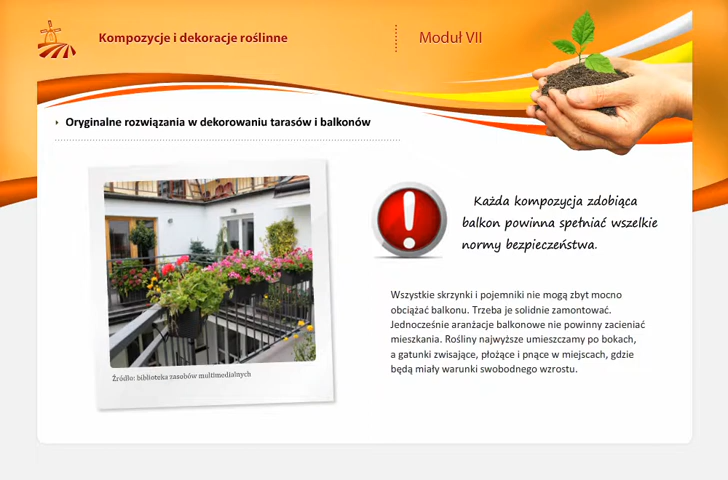 Kompozycje i dekoracje roślinne
Moduł VII
Oryginalne rozwiązania w dekorowaniu tarasów i balkonów
Każda kompozycja zdobiąca
balkon powinna spełniać wszelkie
normy bezpieczeństwa.
Wszystkie skrzynki i pojemniki nie mogą zbyt mocno
obciążać balkonu. Trzeba je solidnie zamontować.
Jednocześnie aranżacje balkonowe nie powinny zacieniać
mieszkania. Rośliny najwyższe umieszczamy po bokach,
a gatunki zwisające, płożące i pnące w miejscach, gdzie
będą miały warunki swobodnego wzrostu.
Źródło: biblioteka zasobów multimedialnych